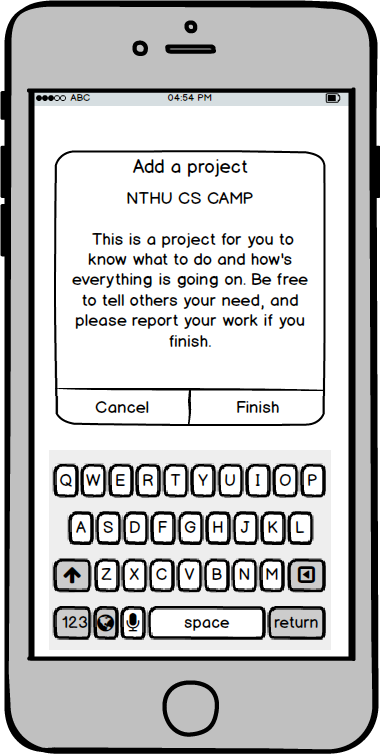 ABC 04:54 PM
Add a project
NTHU CS CAMP
This is a project for you to
know what to do and how's
everything is going on. Be free
to tell others your need, and
please report your work if you
finish.
Cancel Finish
Q W E R T Y U I O P
A S D F G H J K L
Z X C V B N M
123 space return